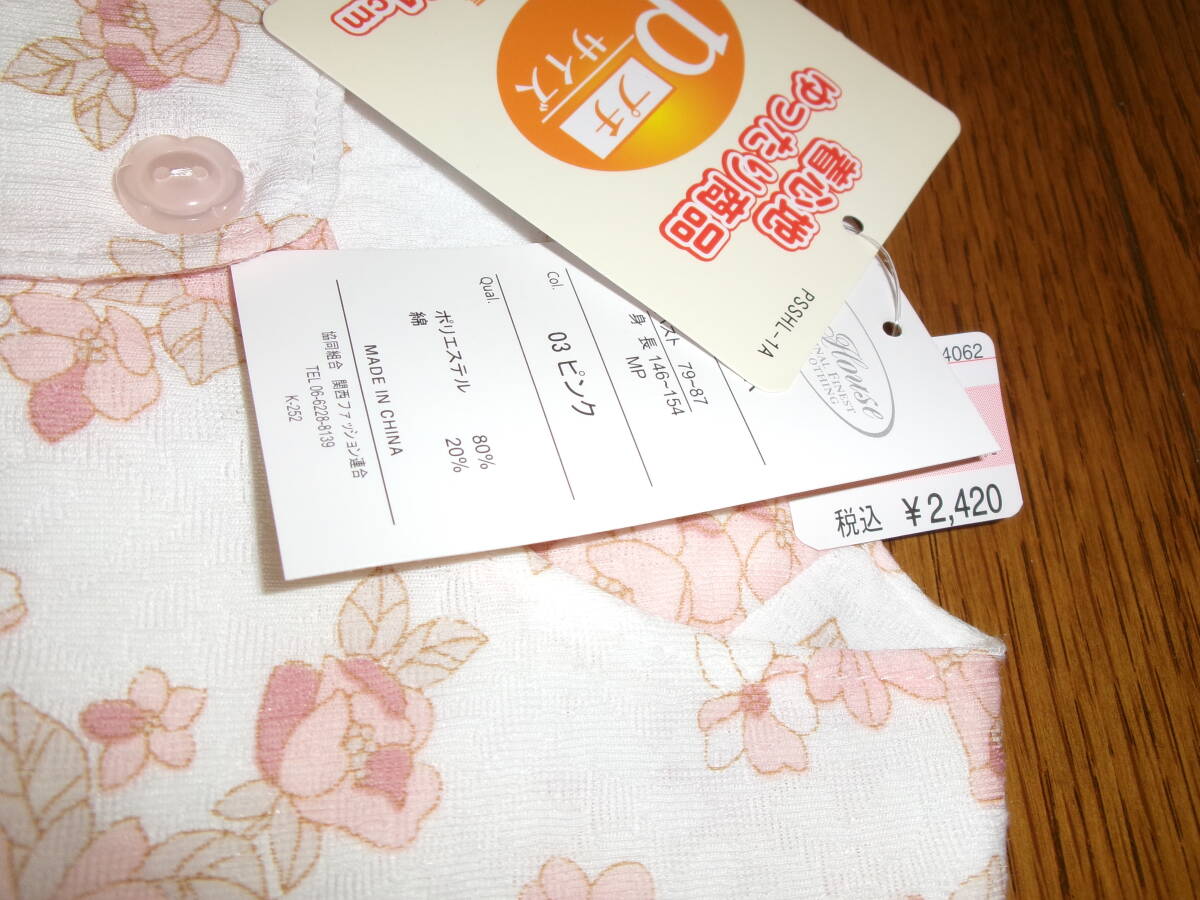 cm
p
プチ
サイズ
着心地
ゆったり商品
PSSHL-1A
House
FINEST
79~87
身長 146~154
MP
Col.
03 ピンク
Qual.
ポリエステル 80%
綿 20%
MADE IN CHINA
協同組合 関西ファッション連合
TEL 06-6228-8139
K-252
4062
税込 ¥2,420